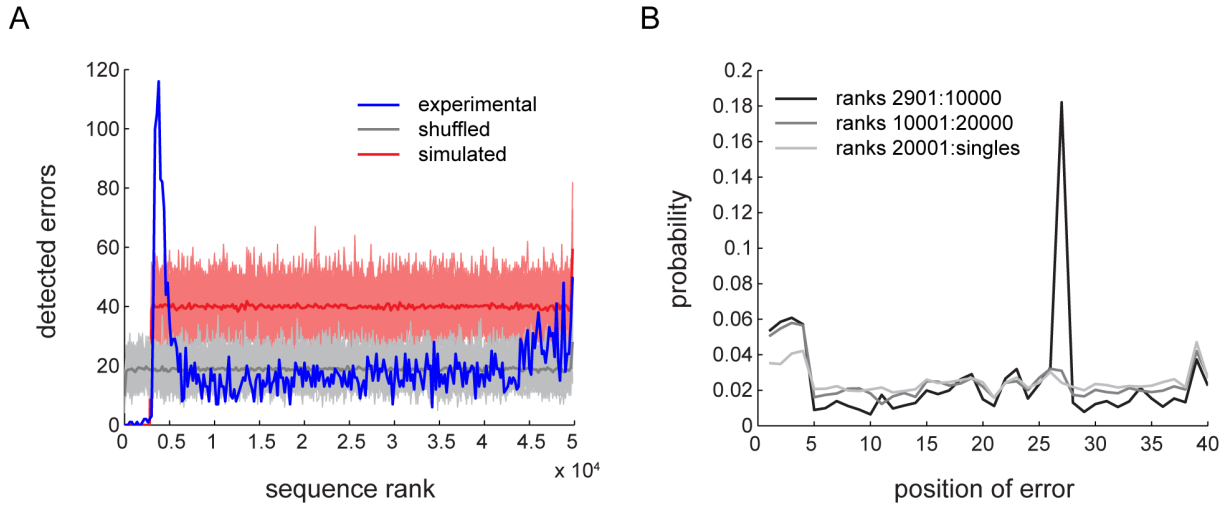 A
B
120
100
80
60
40
20
0
detected errors
experimental
shuffled
simulated
0
0.5
1
1.5
2
2.5
3
3.5
4
4.5
5
x 10⁴
sequence rank
0.2
0.18
0.16
0.14
0.12
0.1
0.08
0.06
0.04
0.02
0
probability
ranks 2901:10000
ranks 10001:20000
ranks 20001:singles
0
5
10
15
20
25
30
35
40
position of error